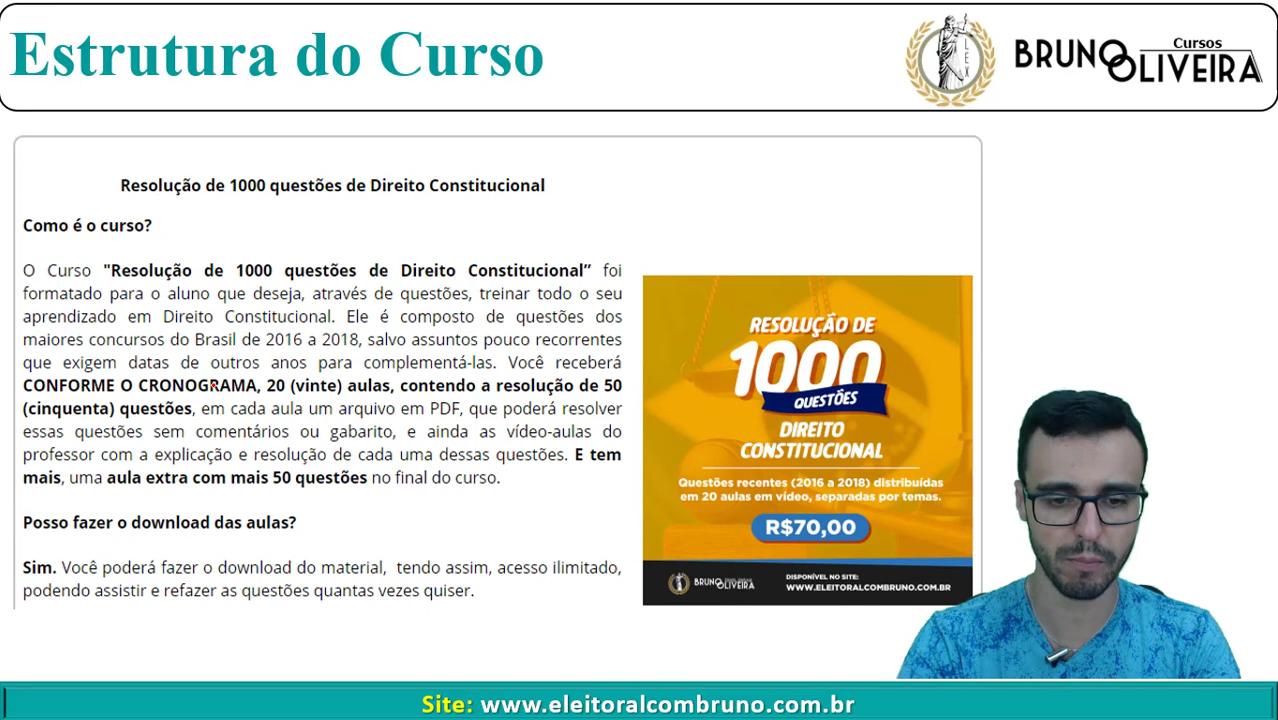 Estrutura do Curso
LEX
Cursos
BRUNO OLIVEIRA
Resolução de 1000 questões de Direito Constitucional
Como é o curso?
O Curso "Resolução de 1000 questões de Direito Constitucional” foi
formatado para o aluno que deseja, através de questões, treinar todo o seu
aprendizado em Direito Constitucional. Ele é composto de questões dos
maiores concursos do Brasil de 2016 a 2018, salvo assuntos pouco recorrentes
que exigem datas de outros anos para complementá-las. Você receberá
CONFORME O CRONOGRAMA, 20 (vinte) aulas, contendo a resolução de 50
(cinquenta) questões, em cada aula um arquivo em PDF, que poderá resolver
essas questões sem comentários ou gabarito, e ainda as vídeo-aulas do
professor com a explicação e resolução de cada uma dessas questões. E tem
mais, uma aula extra com mais 50 questões no final do curso.
Posso fazer o download das aulas?
Sim. Você poderá fazer o download do material, tendo assim, acesso ilimitado,
podendo assistir e refazer as questões quantas vezes quiser.
RESOLUÇÃO DE
1000
QUESTÕES
DIREITO
CONSTITUCIONAL
Questões recentes (2016 a 2018) distribuídas
em 20 aulas em vídeo, separadas por temas.
R$70,00
BRUNO OLIVEIRA
DISPONÍVEL NO SITE:
WWW.ELEITORALCOMBRUNO.COM.BR
Site: www.eleitoralcombruno.com.br